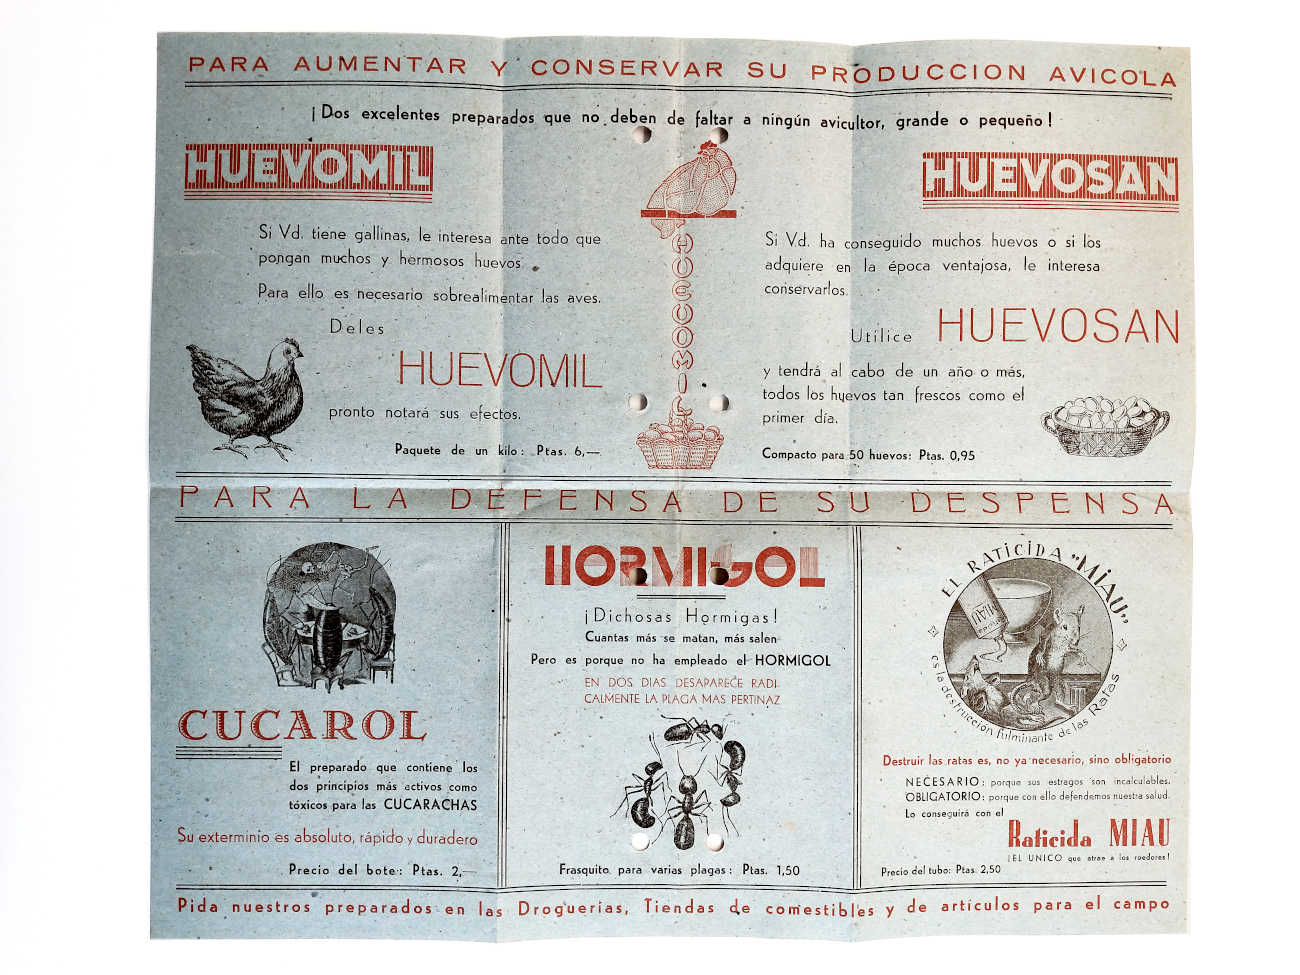 PARA AUMENTAR Y CONSERVAR SU PRODUCCION AVICOLA
¡Dos excelentes preparados que no deben de faltar a ningún avicultor, grande o pequeño!
HUEVOMIL
Si Vd. tiene gallinas, le interesa ante todo que
pongan muchos y hermosos huevos
Para ello es necesario sobrealimentar las aves.
Deles
HUEVOMIL
pronto notará sus efectos.
Paquete de un kilo: Ptas. 6,—
HUEVOMIL
HUEVOSAN
Si Vd. ha conseguido muchos huevos o si los
adquiere en la época ventajosa, le interesa
conservarlos.
Utilice HUEVOSAN
y tendrá al cabo de un año o más,
todos los huevos tan frescos como el
primer día.
Compacto para 50 huevos: Ptas. 0,95
PARA LA DEFENSA DE SU DESPENSA
CUCAROL
El preparado que contiene los
dos principios más activos como
tóxicos para las CUCARACHAS
Su exterminio es absoluto, rápido y duradero
Precio del bote: Ptas. 2,—
HORMIGOL
¡Dichosas Hormigas!
Cuantas más se matan, más salen
Pero es porque no ha empleado el HORMIGOL
EN DOS DIAS DESAPARECE RADI-
CALMENTE LA PLAGA MAS PERTINAZ
Frasquito para varias plagas: Ptas. 1,50
EL RATICIDA "MIAU"
MIAU
es la destrucción fulminante de las Ratas
Destruir las ratas es, no ya necesario, sino obligatorio
NECESARIO: porque sus estragos son incalculables.
OBLIGATORIO: porque con ello defendemos nuestra salud.
Lo conseguirá con el
Raticida MIAU
¡EL UNICO que atrae a los roedores!
Precio del tubo: Ptas. 2,50
Pida nuestros preparados en las Droguerías, Tiendas de comestibles y de artículos para el campo